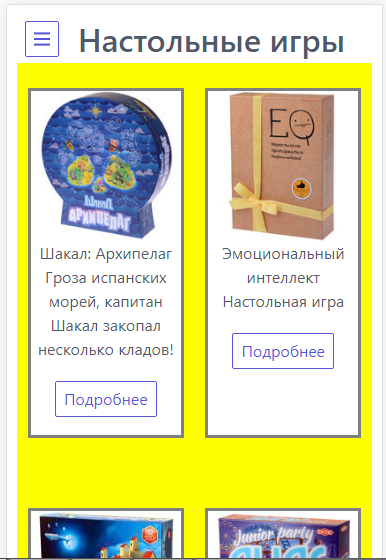 Настольные игры
Шакал
АРХИПЕЛАГ
EQ
Шакал: Архипелаг
Гроза испанских
морей, капитан
Шакал закопал
несколько кладов!
Подробнее
Эмоциональный
интеллект
Настольная игра
Подробнее
Junior party